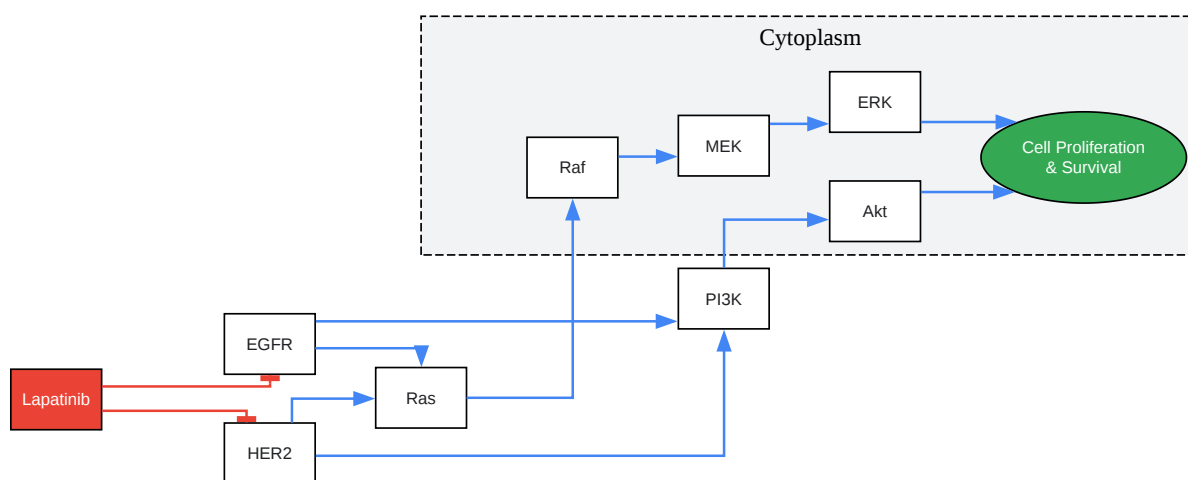 Cytoplasm
ERK
MEK
Raf
Cell Proliferation
& Survival
Akt
PI3K
EGFR
Lapatinib
Ras
HER2